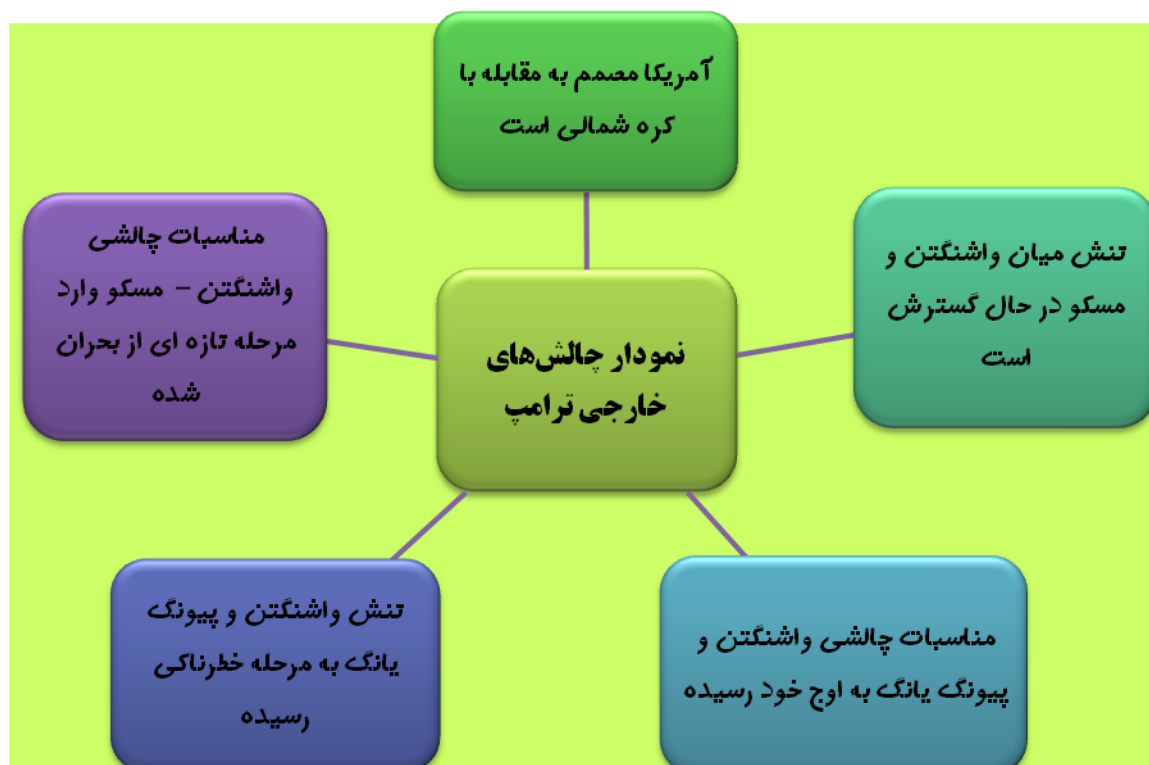 آمریکا مصمم به مقابله با
کره شمالی است
تنش میان واشنگتن و
مسکو در حال گسترش
است
مناسبات چالشی
واشنگتن – مسکو وارد
مرحله تازه ای از بحران
شده
نمودار چالش‌های
خارجی ترامپ
مناسبات چالشی واشنگتن و
پیونگ یانگ به اوج خود رسیده
تنش واشنگتن و پیونگ
یانگ به مرحله خطرناکی
رسیده